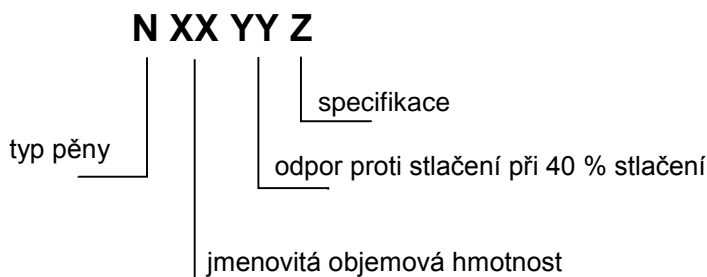 N XX YY Z
specifikace
typ pěny
odpor proti stlačení při 40 % stlačení
jmenovitá objemová hmotnost